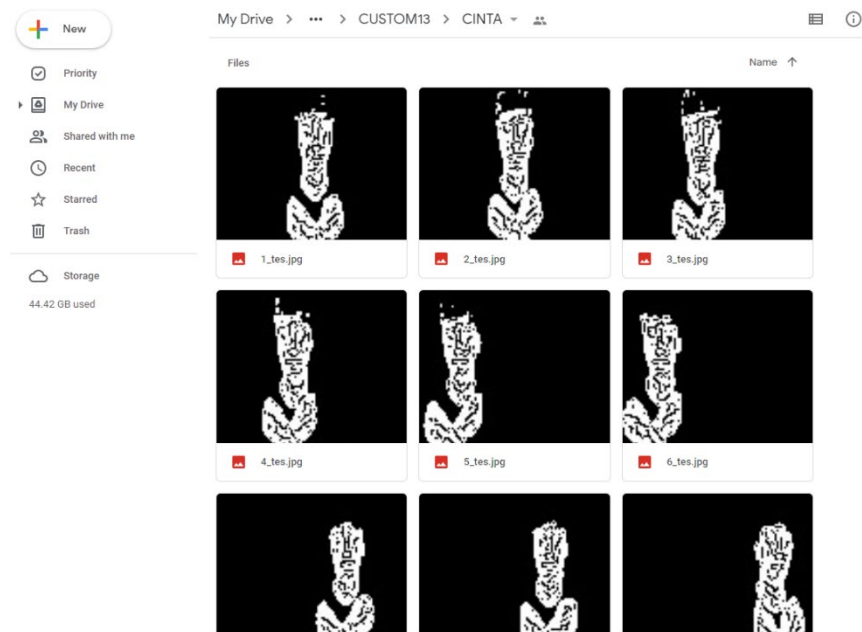 New
My Drive > ••• > CUSTOM13 > CINTA
Priority
My Drive
Shared with me
Recent
Starred
Trash
Storage
44.42 GB used
Files
Name
1_tes.jpg
2_tes.jpg
3_tes.jpg
4_tes.jpg
5_tes.jpg
6_tes.jpg